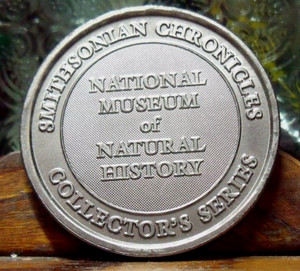 SMITHSONIAN CHRONICLES
NATIONAL
MUSEUM
of
NATURAL
HISTORY
COLLECTOR'S SERIES